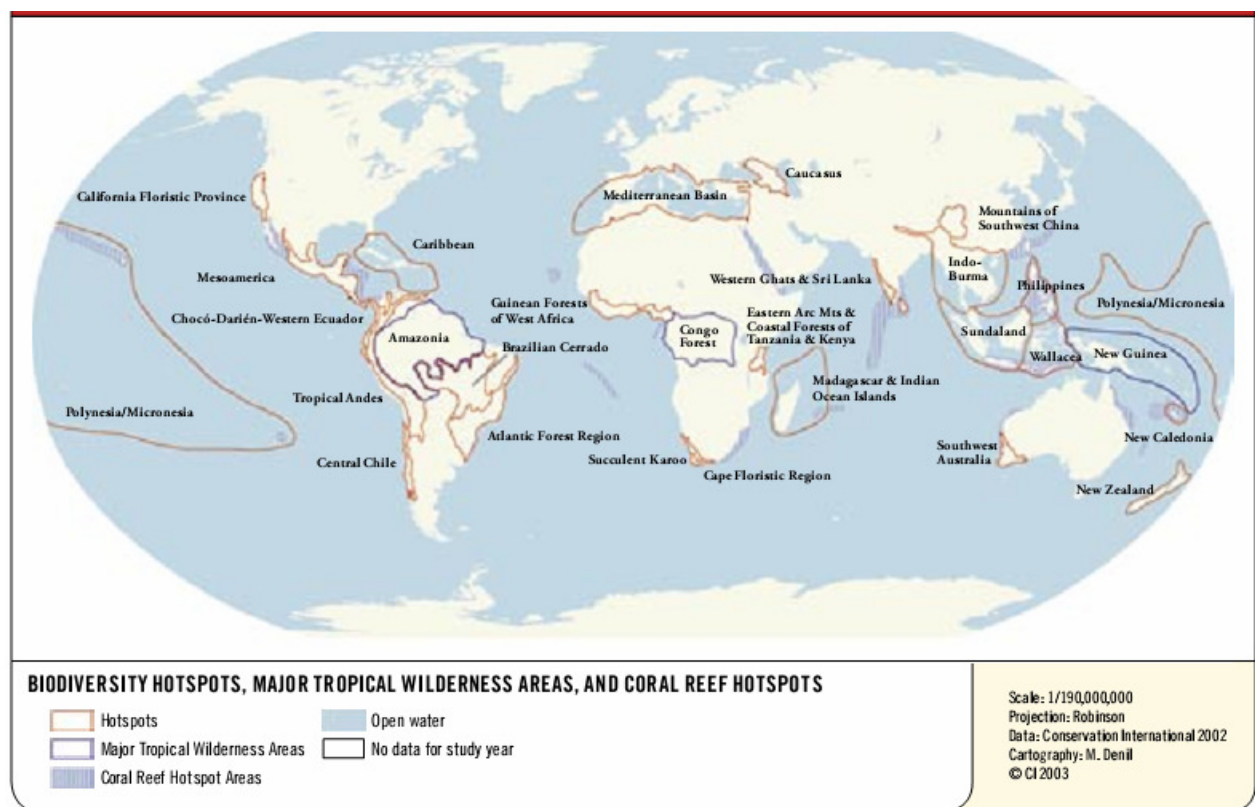 California Floristic Province
Mesoamerica
Chocó-Darién-Western Ecuador
Polynesia/Micronesia
Caribbean
Amazonia
Tropical Andes
Central Chile
Brazilian Cerrado
Atlantic Forest Region
Mediterranean Basin
Caucasus
Guinean Forests
of West Africa
Congo
Forest
Western Ghats & Sri Lanka
Eastern Arc Mts &
Coastal Forests of
Tanzania & Kenya
Madagascar & Indian
Ocean Islands
Succulent Karoo
Cape Floristic Region
Mountains of
Southwest China
Indo-
Burma
Philippines
Polynesia/Micronesia
Sundaland
Wallacea
New Guinea
New Caledonia
Southwest
Australia
New Zealand
BIODIVERSITY HOTSPOTS, MAJOR TROPICAL WILDERNESS AREAS, AND CORAL REEF HOTSPOTS
Hotspots
Major Tropical Wilderness Areas
Coral Reef Hotspot Areas
Open water
No data for study year
Scale: 1/190,000,000
Projection: Robinson
Data: Conservation International 2002
Cartography: M. Denil
© CI 2003